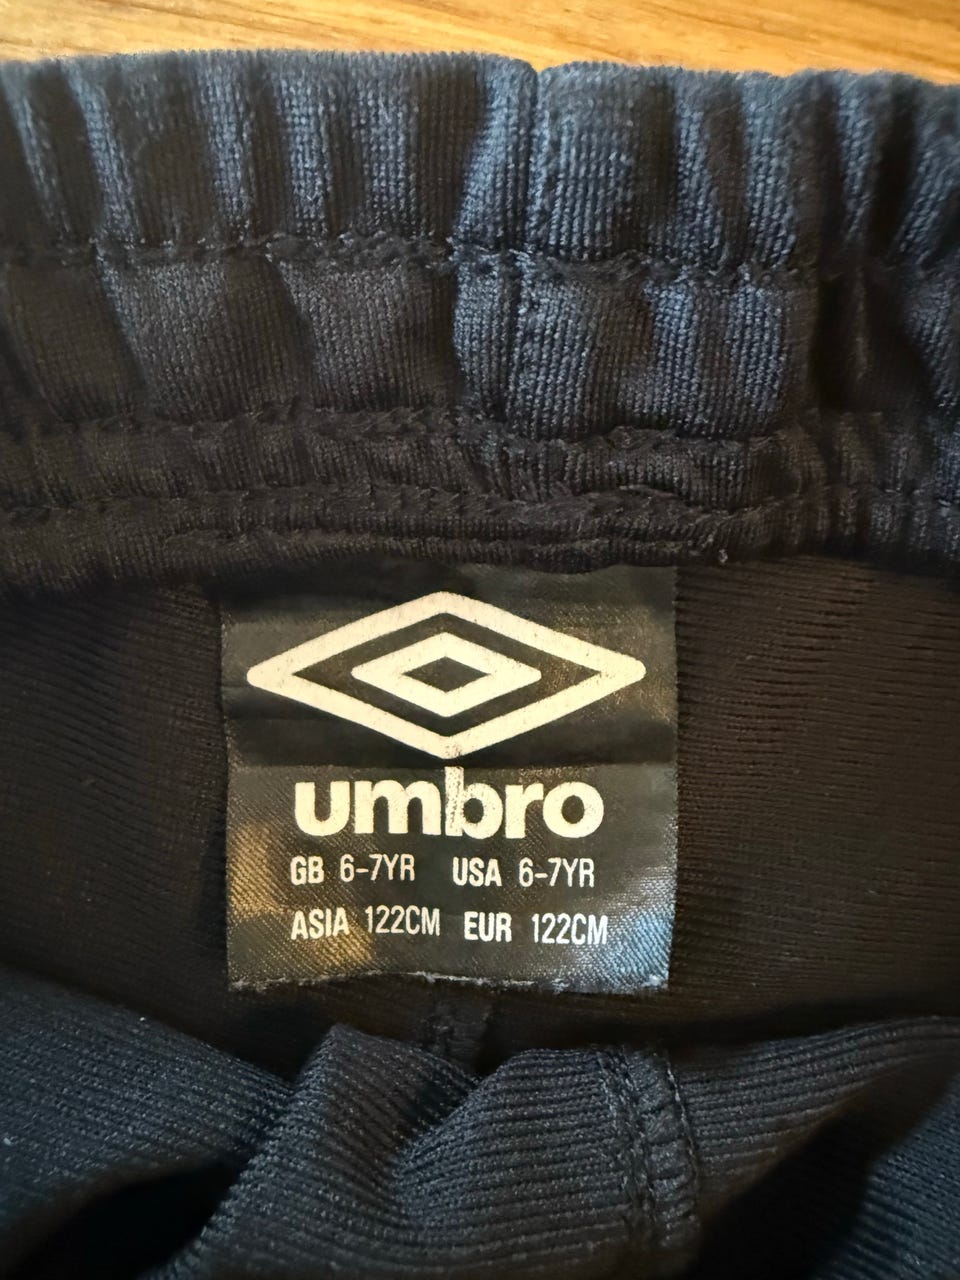 umbro
GB 6-7YR USA 6-7YR
ASIA 122CM EUR 122CM